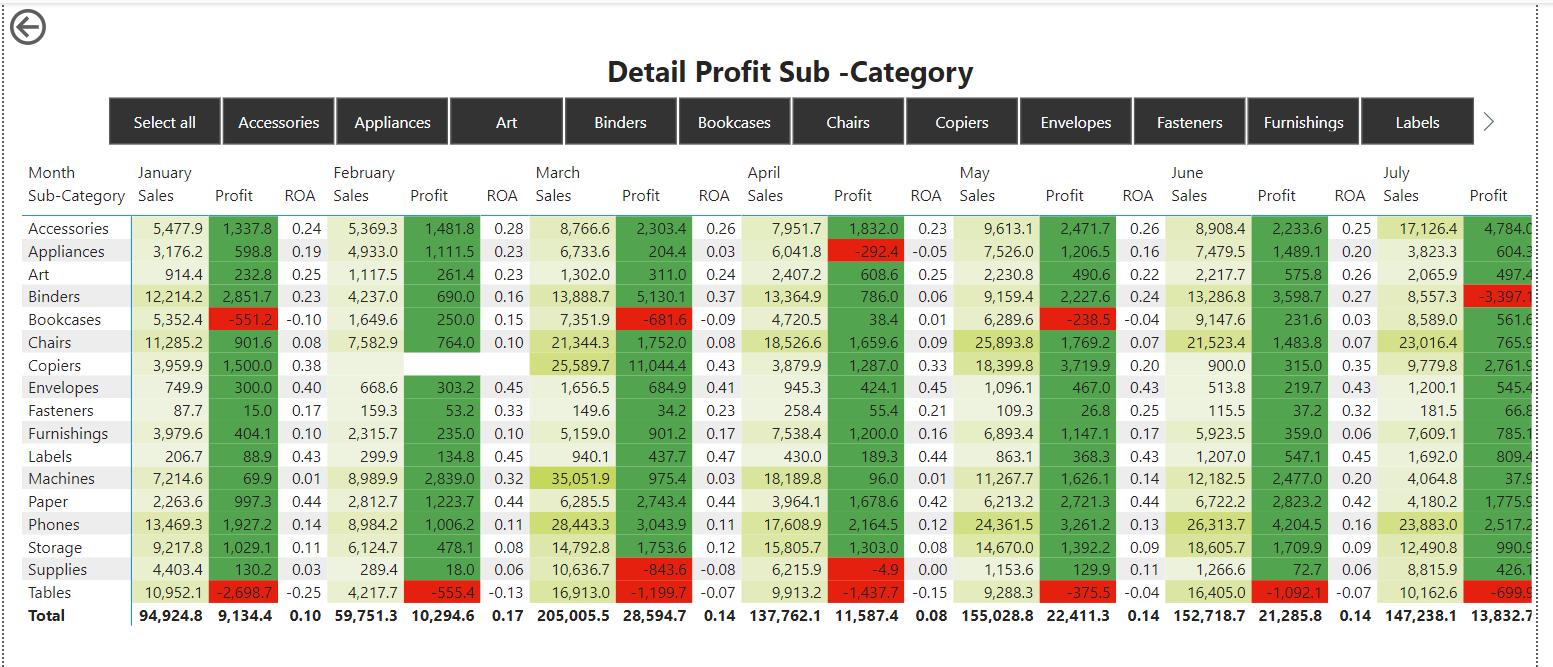 Detail Profit Sub -Category
Select all Accessories Appliances Art Binders Bookcases Chairs Copiers Envelopes Fasteners Furnishings Labels
Month January February March April May June July
Sub-Category Sales Profit ROA Sales Profit ROA Sales Profit ROA Sales Profit ROA Sales Profit ROA Sales Profit ROA Sales Profit
Accessories 5,477.9 1,337.8 0.24 5,369.3 1,481.8 0.28 8,766.6 2,303.4 0.26 7,951.7 1,832.0 0.23 9,613.1 2,471.7 0.26 8,908.4 2,233.6 0.25 17,126.4 4,784.0
Appliances 3,176.2 598.8 0.19 4,933.0 1,111.5 0.23 6,733.6 204.4 0.03 6,041.8 -292.4 -0.05 7,526.0 1,206.5 0.16 7,479.5 1,489.1 0.20 3,823.3 604.3
Art 914.4 232.8 0.25 1,117.5 261.4 0.23 1,302.0 311.0 0.24 2,407.2 608.6 0.25 2,230.8 490.6 0.22 2,217.7 575.8 0.26 2,065.9 497.4
Binders 12,214.2 2,851.7 0.23 4,237.0 690.0 0.16 13,888.7 5,130.1 0.37 13,364.9 786.0 0.06 9,159.4 2,227.6 0.24 13,286.8 3,598.7 0.27 8,557.3 -3,397.1
Bookcases 5,352.4 -551.2 -0.10 1,649.6 250.0 0.15 7,351.9 -681.6 -0.09 4,720.5 38.4 0.01 6,289.6 -238.5 -0.04 9,147.6 231.6 0.03 8,589.0 561.6
Chairs 11,285.2 901.6 0.08 7,582.9 764.0 0.10 21,344.3 1,752.0 0.08 18,526.6 1,659.6 0.09 25,893.8 1,769.2 0.07 21,523.4 1,483.8 0.07 23,016.4 765.9
Copiers 3,959.9 1,500.0 0.38 25,589.7 11,044.4 0.43 3,879.9 1,287.0 0.33 18,399.8 3,719.9 0.20 900.0 315.0 0.35 9,779.8 2,761.9
Envelopes 749.9 300.0 0.40 668.6 303.2 0.45 1,656.5 684.9 0.41 945.3 424.1 0.45 1,096.1 467.0 0.43 513.8 219.7 0.43 1,200.1 545.4
Fasteners 87.7 15.0 0.17 159.3 53.2 0.33 149.6 34.2 0.23 258.4 55.4 0.21 109.3 26.8 0.25 115.5 37.2 0.32 181.5 66.8
Furnishings 3,979.6 404.1 0.10 2,315.7 235.0 0.10 5,159.0 901.2 0.17 7,538.4 1,200.0 0.16 6,893.4 1,147.1 0.17 5,923.5 359.0 0.06 7,609.1 785.1
Labels 206.7 88.9 0.43 299.9 134.8 0.45 940.1 437.7 0.47 430.0 189.3 0.44 863.1 368.3 0.43 1,207.0 547.1 0.45 1,692.0 809.4
Machines 7,214.6 69.9 0.01 8,989.9 2,839.0 0.32 35,051.9 975.4 0.03 18,189.8 96.0 0.01 11,267.7 1,626.1 0.14 12,182.5 2,477.0 0.20 4,064.8 37.9
Paper 2,263.6 997.3 0.44 2,812.7 1,223.7 0.44 6,285.5 2,743.4 0.44 3,964.1 1,678.6 0.42 6,213.2 2,721.3 0.44 6,722.2 2,823.2 0.42 4,180.2 1,775.9
Phones 13,469.3 1,927.2 0.14 8,984.2 1,006.2 0.11 28,443.3 3,043.9 0.11 17,608.9 2,164.5 0.12 24,361.5 3,261.2 0.13 26,313.7 4,204.5 0.16 23,883.0 2,517.2
Storage 9,217.8 1,029.1 0.11 6,124.7 478.1 0.08 14,792.8 1,753.6 0.12 15,805.7 1,303.0 0.08 14,670.0 1,392.2 0.09 18,605.7 1,709.9 0.09 12,490.8 990.9
Supplies 4,403.4 130.2 0.03 289.4 18.0 0.06 10,636.7 -843.6 -0.08 6,215.9 -4.9 0.00 1,153.6 129.9 0.11 1,266.6 72.7 0.06 8,815.9 426.1
Tables 10,952.1 -2,698.7 -0.25 4,217.7 -555.4 -0.13 16,913.0 -1,199.7 -0.07 9,913.2 -1,437.7 -0.15 9,288.3 -375.5 -0.04 16,405.0 -1,092.1 -0.07 10,162.6 -699.9
Total 94,924.8 9,134.4 0.10 59,751.3 10,294.6 0.17 205,005.5 28,594.7 0.14 137,762.1 11,587.4 0.08 155,028.8 22,411.3 0.14 152,718.7 21,285.8 0.14 147,238.1 13,832.7